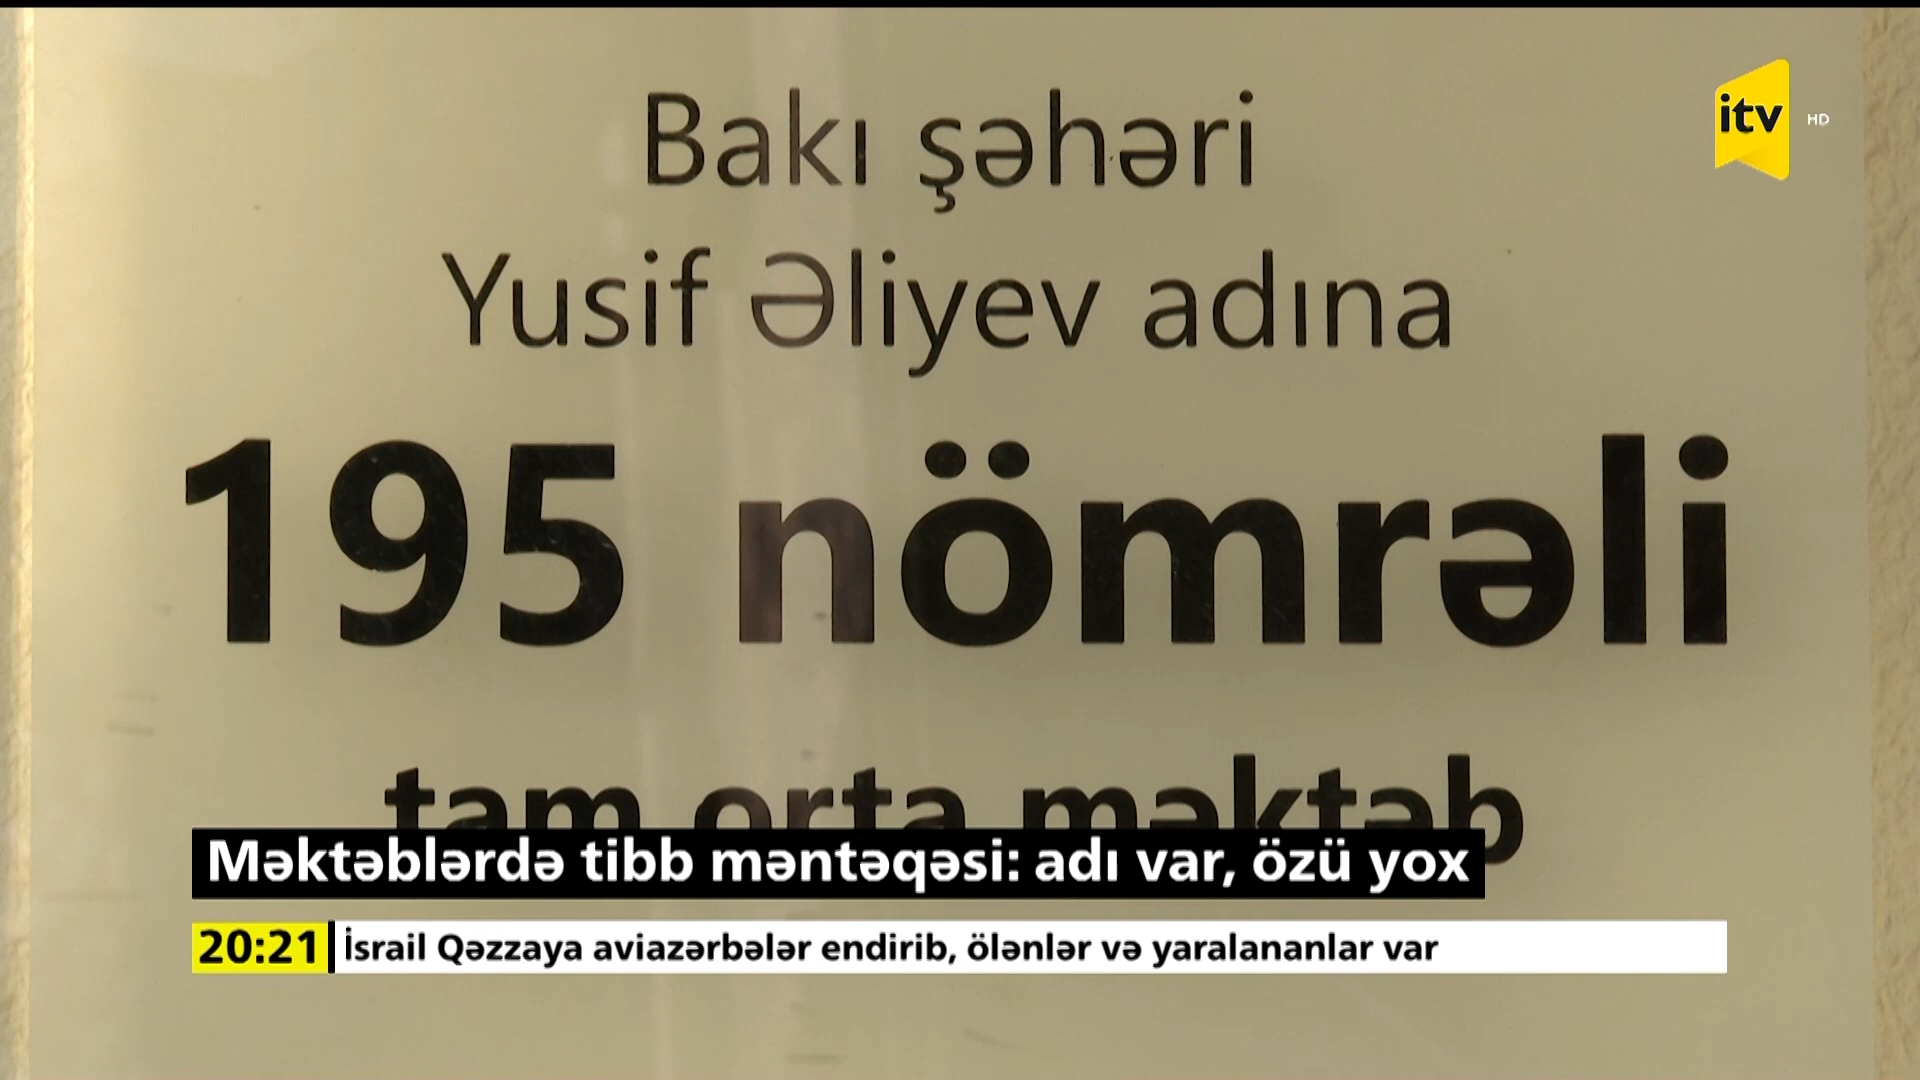 itv HD
Bakı şəhəri
Yusif Əliyev adına
195 nömrəli
tam orta məktəb
Məktəblərdə tibb məntəqəsi: adı var, özü yox
20:21 İsrail Qəzzaya aviazərbələr endirib, ölənlər və yaralananlar var